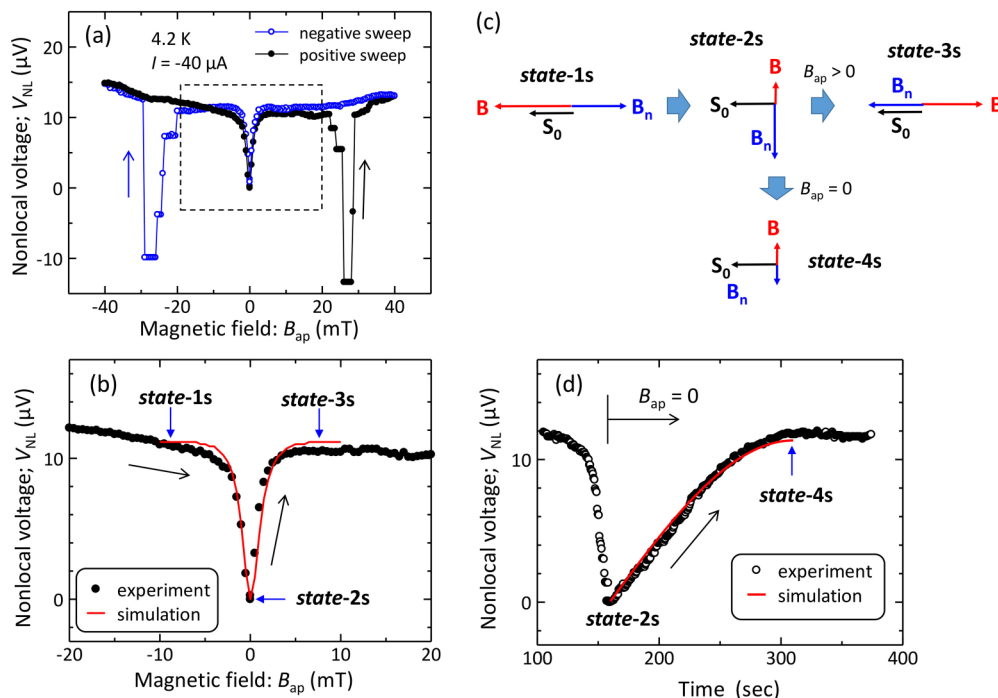 (a)
4.2 K
I = -40 μA
negative sweep
positive sweep
Nonlocal voltage; V_NL (μV)
20
10
0
-10
-40
-20
0
20
40
Magnetic field: B_ap (mT)
(c)
state-1s
B
S_0
B_n
state-2s
B
S_0
B_n
B_ap > 0
state-3s
B_n
B
S_0
B_ap = 0
B
S_0
state-4s
B_n
(b)
state-1s
state-3s
state-2s
experiment
simulation
Nonlocal voltage; V_NL (μV)
10
0
-20
-10
0
10
20
Magnetic field: B_ap (mT)
(d)
B_ap = 0
state-4s
state-2s
experiment
simulation
Nonlocal voltage; V_NL (μV)
10
0
100
200
300
400
Time (sec)